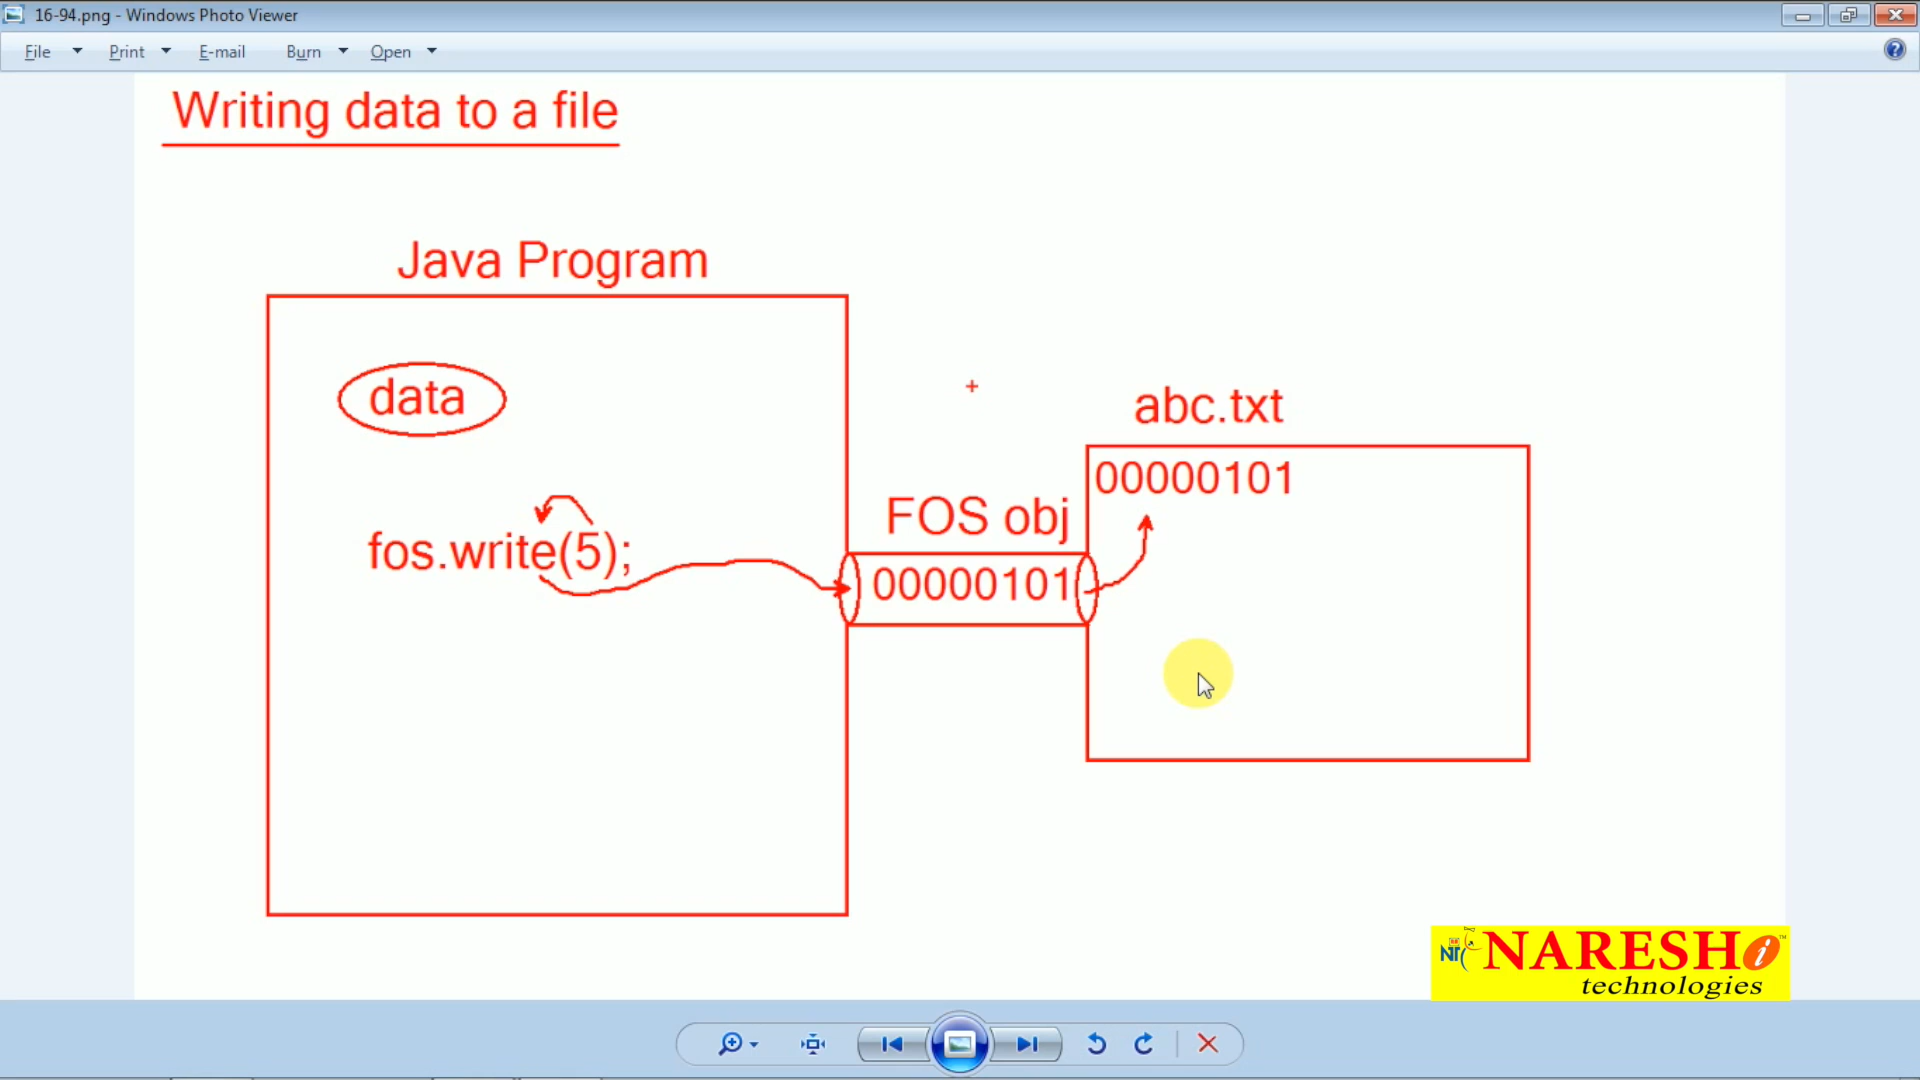 16-94.png - Windows Photo Viewer
File Print E-mail Burn Open
Writing data to a file
Java Program
data
abc.txt
00000101
FOS obj
fos.write(5);
00000101
NARESH i
technologies